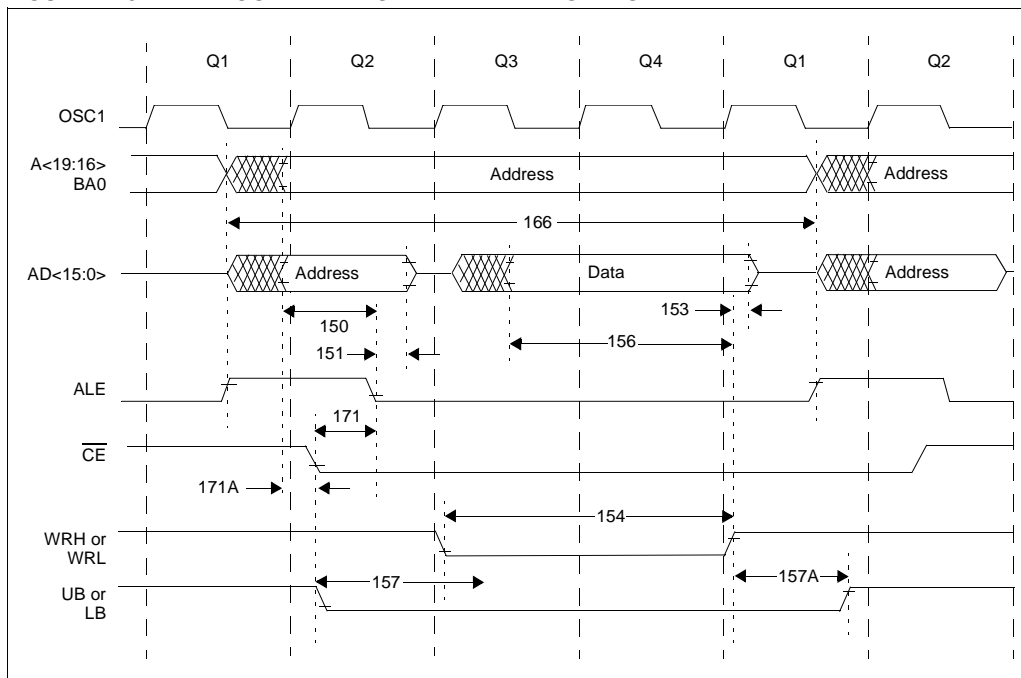 Q1 Q2 Q3 Q4 Q1 Q2
OSC1
A<19:16>
BA0
Address
Address
166
AD<15:0>
Address
Data
Address
150
153
151
156
ALE
171
CE
171A
154
WRH or
WRL
157
157A
UB or
LB